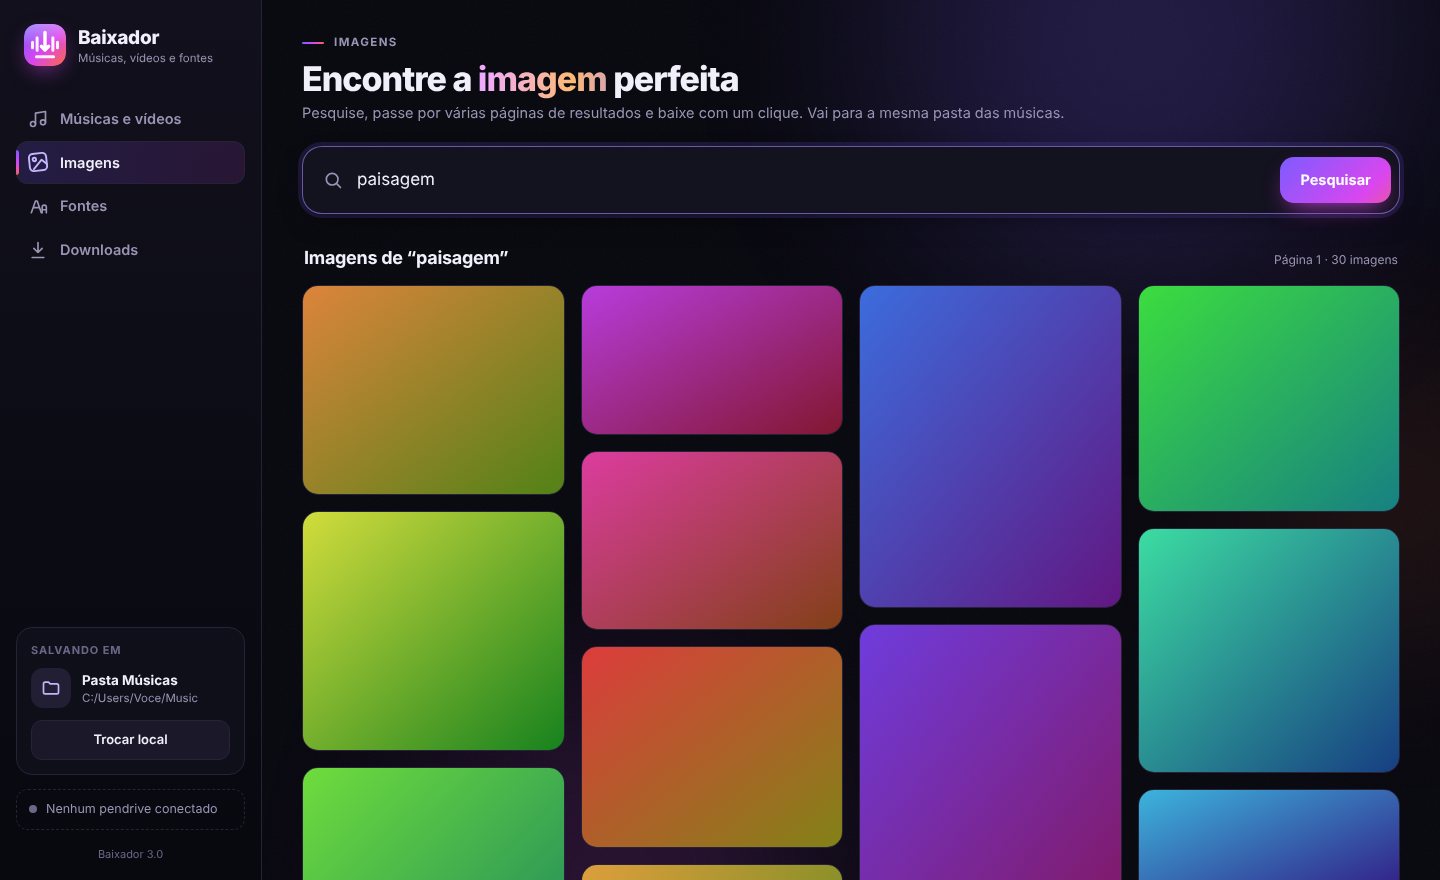 Baixador
Músicas, vídeos e fontes
Músicas e vídeos
Imagens
Fontes
Downloads
SALVANDO EM
Pasta Músicas
C:/Users/Voce/Music
Trocar local
Nenhum pendrive conectado
Baixador 3.0
IMAGENS
Encontre a imagem perfeita
Pesquise, passe por várias páginas de resultados e baixe com um clique. Vai para a mesma pasta das músicas.
paisagem
Pesquisar
Imagens de “paisagem”
Página 1 · 30 imagens